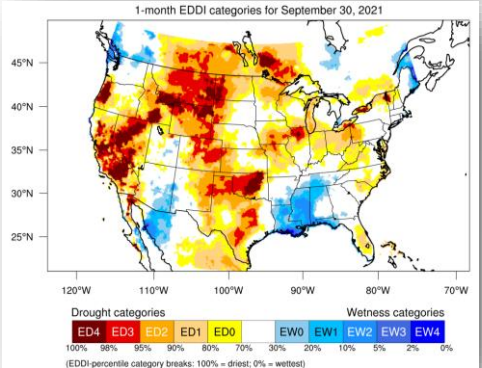 1-month EDDI categories for September 30, 2021
45°N
40°N
35°N
30°N
25°N
120°W 110°W 100°W 90°W 80°W 70°W
Drought categories Wetness categories
ED4 ED3 ED2 ED1 ED0 EW0 EW1 EW2 EW3 EW4
100% 98% 95% 90% 80% 70% 30% 20% 10% 5% 2% 0%
(EDDI-percentile category breaks: 100% = driest; 0% = wettest)